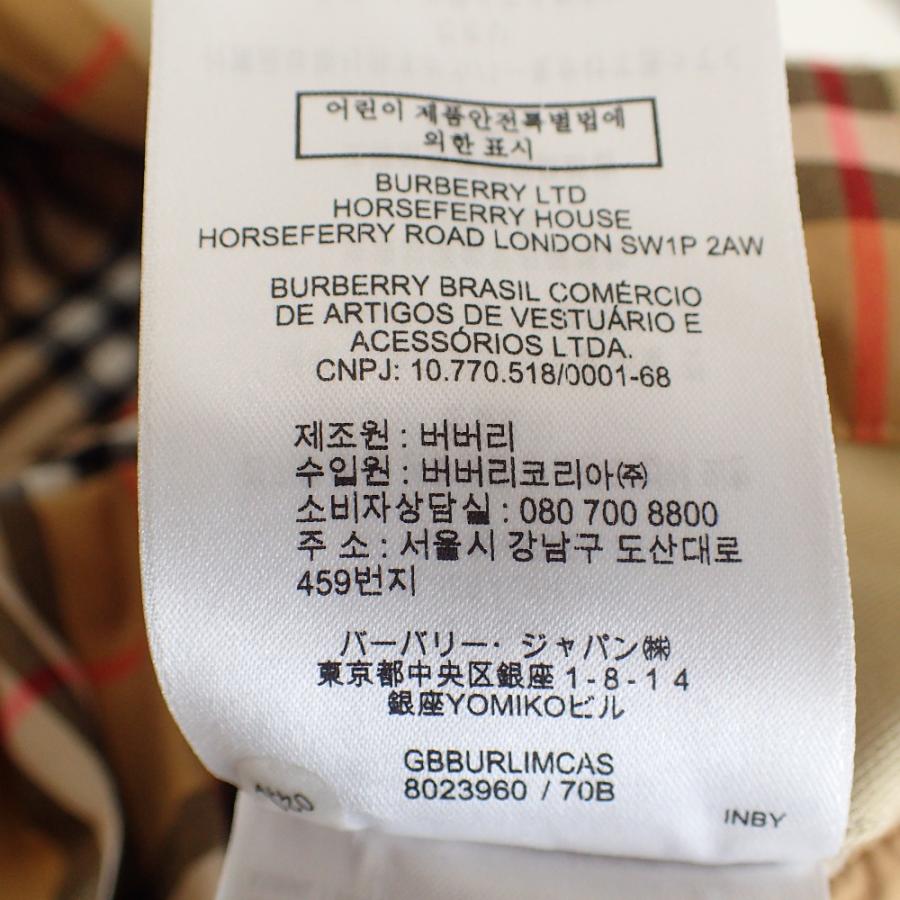 어린이 제품안전특별법에
의한 표시
BURBERRY LTD
HORSEFERRY HOUSE
HORSEFERRY ROAD LONDON SW1P 2AW
BURBERRY BRASIL COMÉRCIO
DE ARTIGOS DE VESTUÁRIO E
ACESSÓRIOS LTDA.
CNPJ: 10.770.518/0001-68
제조원 : 버버리
수입원 : 버버리코리아㈜
소비자상담실 : 080 700 8800
주 소 : 서울시 강남구 도산대로
459번지
バーバリー・ジャパン㈱
東京都中央区銀座 1 - 8 - 1 4
銀座YOMIKOビル
GBBURLIMCAS
8023960 / 70B
INBY